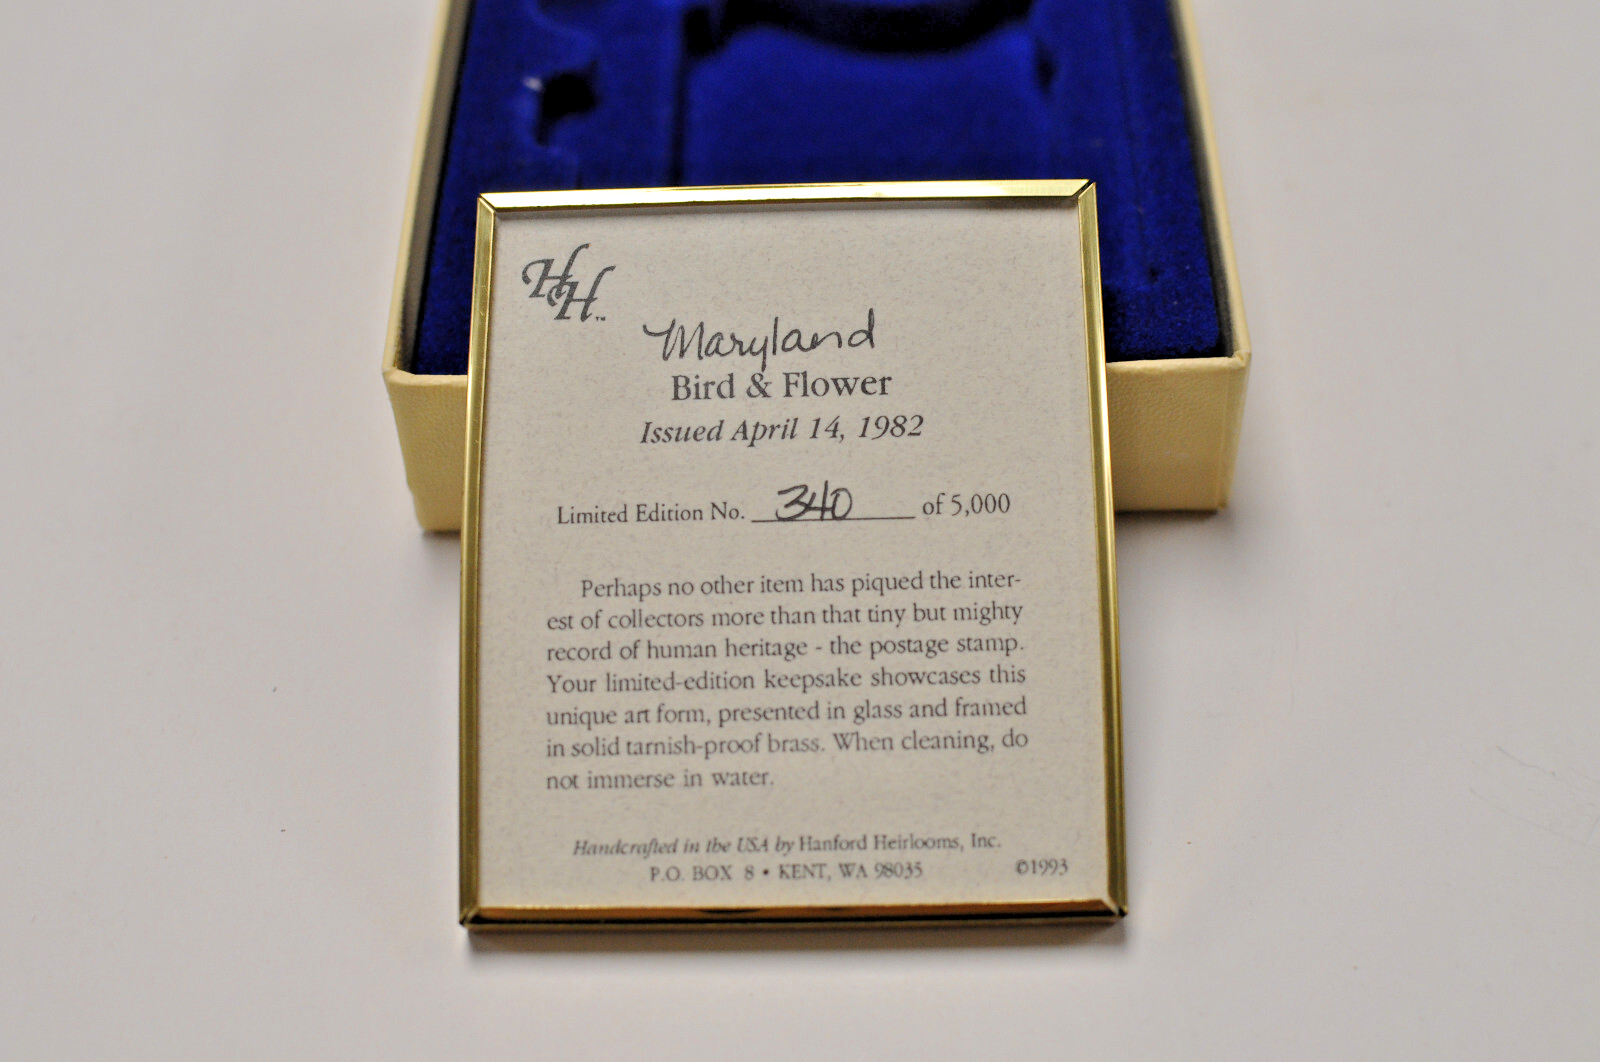 HH™
Maryland
Bird & Flower
Issued April 14, 1982
Limited Edition No. 340 of 5,000
Perhaps no other item has piqued the inter-
est of collectors more than that tiny but mighty
record of human heritage - the postage stamp.
Your limited-edition keepsake showcases this
unique art form, presented in glass and framed
in solid tarnish-proof brass. When cleaning, do
not immerse in water.
Handcrafted in the USA by Hanford Heirlooms, Inc.
P.O. BOX 8 • KENT, WA 98035 ©1993